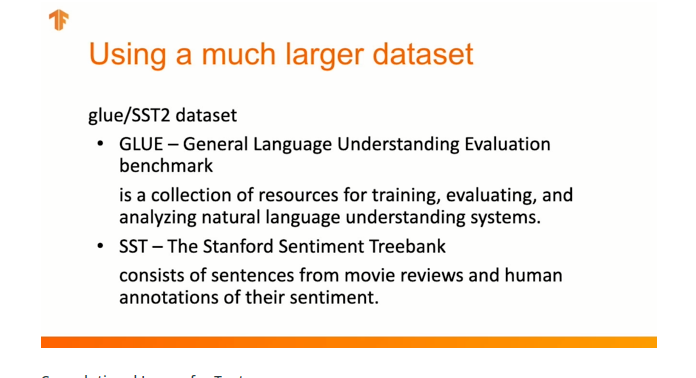 Using a much larger dataset
glue/SST2 dataset
• GLUE – General Language Understanding Evaluation
benchmark
is a collection of resources for training, evaluating, and
analyzing natural language understanding systems.
• SST – The Stanford Sentiment Treebank
consists of sentences from movie reviews and human
annotations of their sentiment.